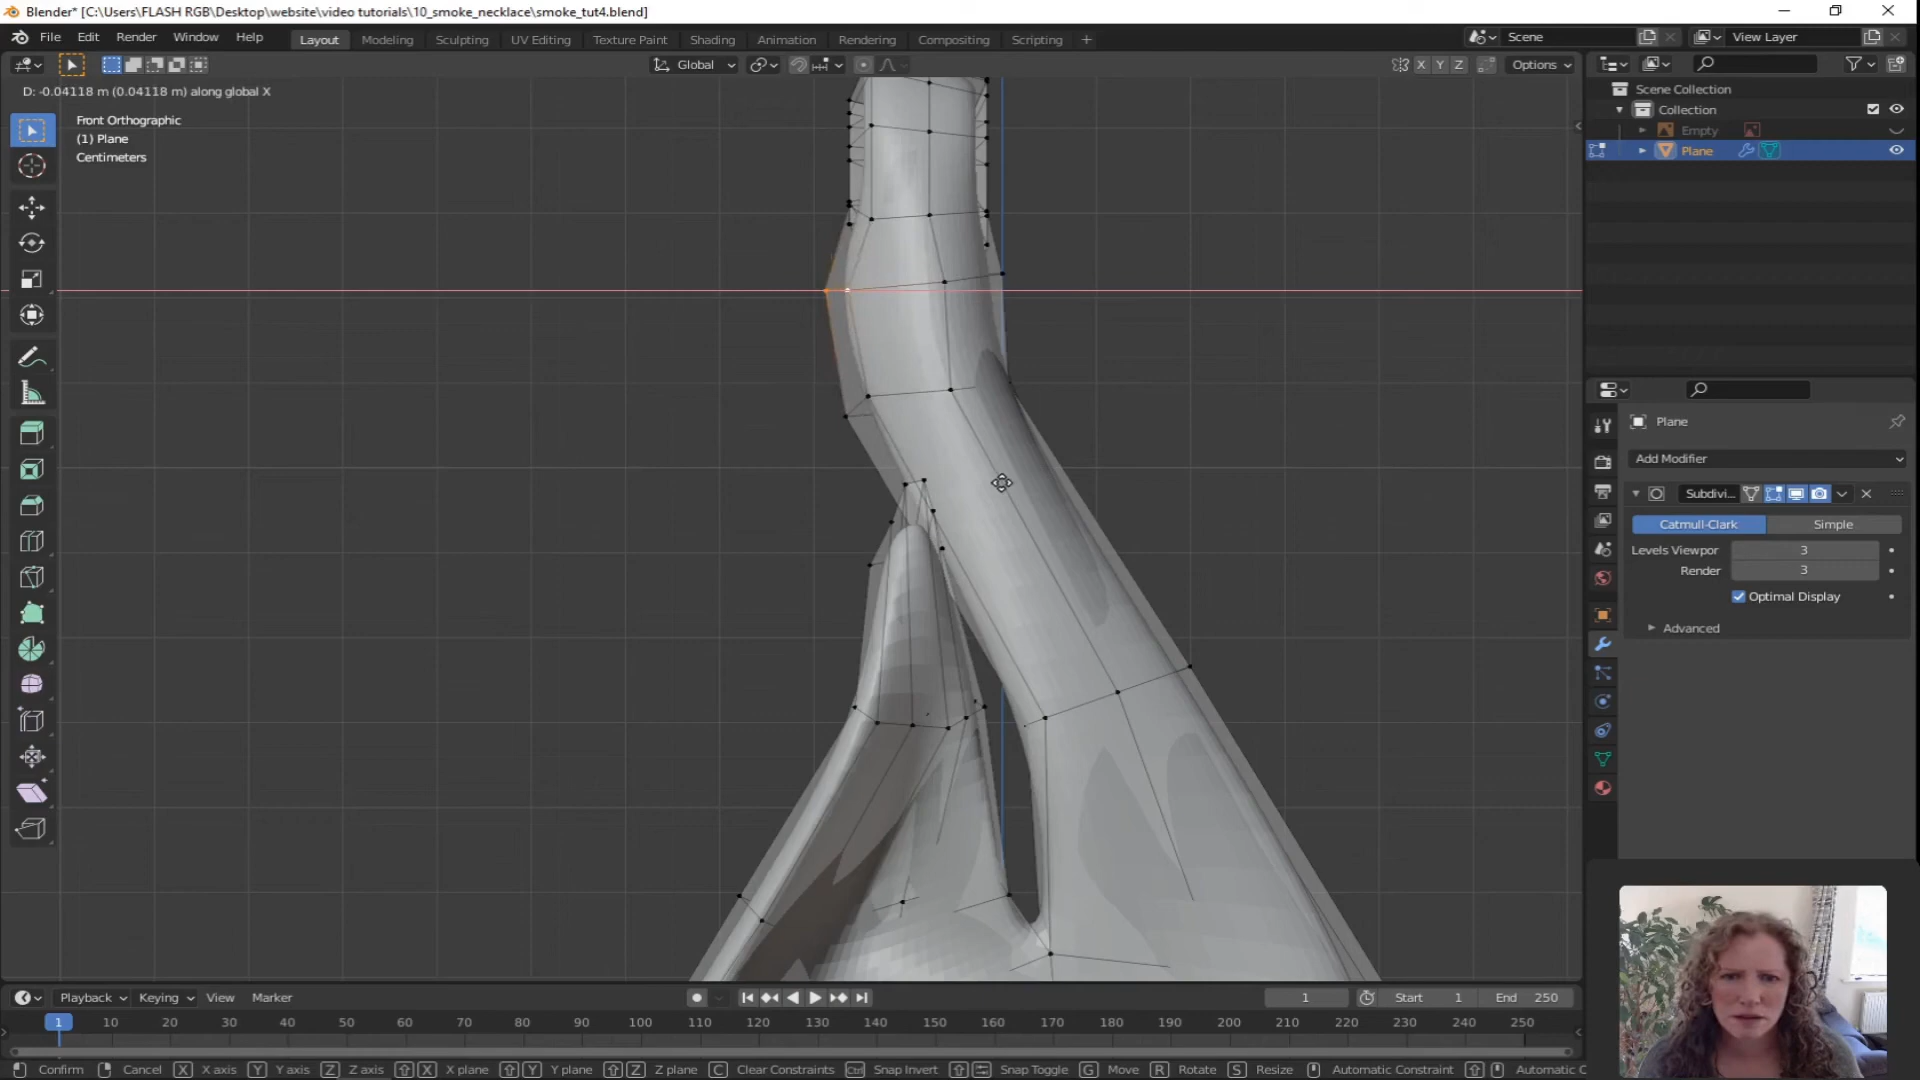 Blender* [C:\Users\FLASH RGB\Desktop\website\video tutorials\10_smoke_necklace\smoke_tut4.blend]
File Edit Render Window Help Layout Modeling Sculpting UV Editing Texture Paint Shading Animation Rendering Compositing Scripting + Scene View Layer
Global X Y Z Options
D: -0.04118 m (0.04118 m) along global X
Front Orthographic
(1) Plane
Centimeters
Scene Collection
Collection
Empty
Plane
Plane
Add Modifier
Subdivi...
Catmull-Clark Simple
Levels Viewpor 3
Render 3
Optimal Display
Advanced
Playback Keying View Marker 1 Start 1 End 250
1 10 20 30 40 50 60 70 80 90 100 110 120 130 140 150 160 170 180 190 200 210 220 230 240 250
Confirm Cancel X X axis Y Y axis Z Z axis X X plane Y Y plane Z Z plane C Clear Constraints Ctrl Snap Invert Snap Toggle G Move R Rotate S Resize Automatic Constraint Automatic C